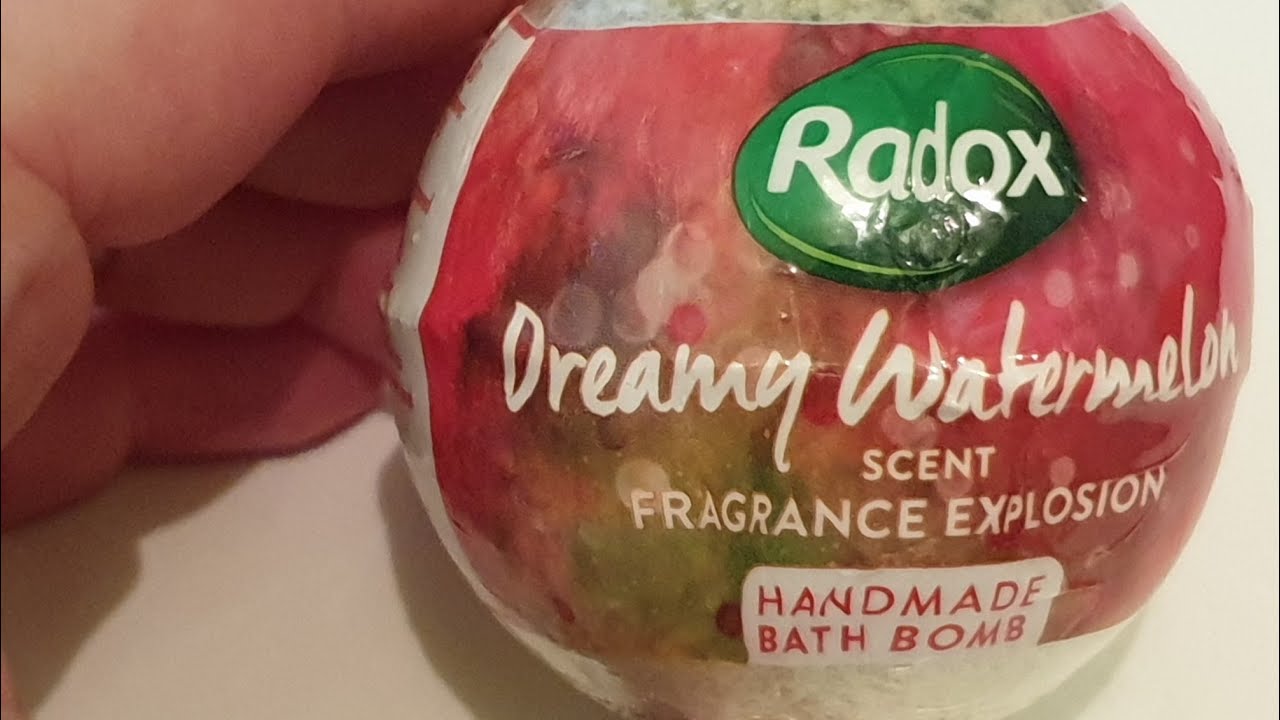 Radox
Dreamy Watermelon
SCENT
FRAGRANCE EXPLOSION
HANDMADE
BATH BOMB